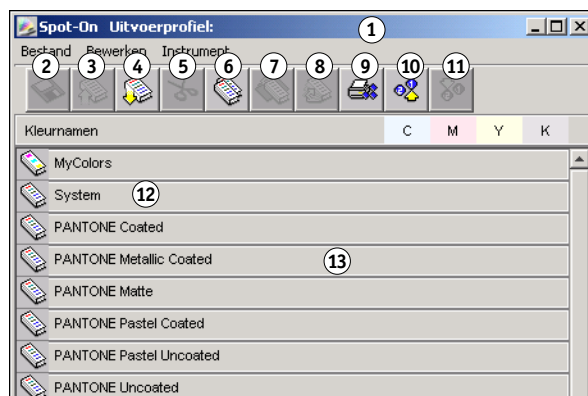 Spot-On Uitvoerprofiel: 1
Bestand Bewerken Instrument
2 3 4 5 6 7 8 9 10 11
Kleurnamen C M Y K
MyColors
System 12
PANTONE Coated
PANTONE Metallic Coated 13
PANTONE Matte
PANTONE Pastel Coated
PANTONE Pastel Uncoated
PANTONE Uncoated